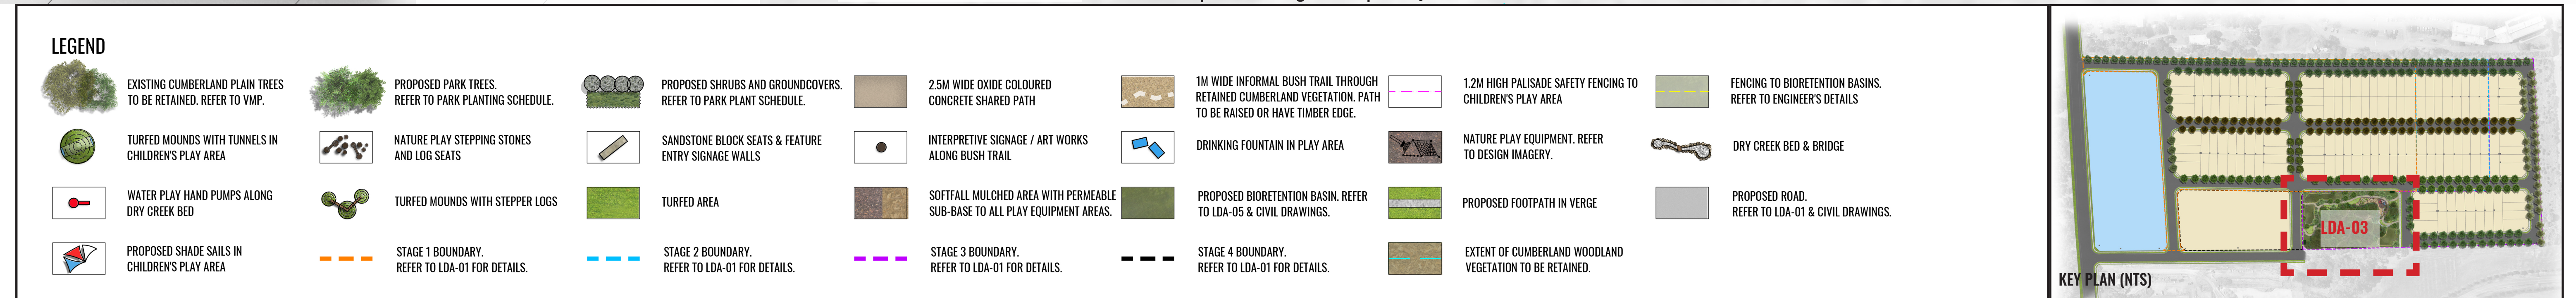 LEGEND
EXISTING CUMBERLAND PLAIN TREES
TO BE RETAINED. REFER TO VMP.
PROPOSED PARK TREES.
REFER TO PARK PLANTING SCHEDULE.
PROPOSED SHRUBS AND GROUNDCOVERS.
REFER TO PARK PLANT SCHEDULE.
2.5M WIDE OXIDE COLOURED
CONCRETE SHARED PATH
1M WIDE INFORMAL BUSH TRAIL THROUGH
RETAINED CUMBERLAND VEGETATION. PATH
TO BE RAISED OR HAVE TIMBER EDGE.
1.2M HIGH PALISADE SAFETY FENCING TO
CHILDREN'S PLAY AREA
FENCING TO BIORETENTION BASINS.
REFER TO ENGINEER'S DETAILS
TURFED MOUNDS WITH TUNNELS IN
CHILDREN'S PLAY AREA
NATURE PLAY STEPPING STONES
AND LOG SEATS
SANDSTONE BLOCK SEATS & FEATURE
ENTRY SIGNAGE WALLS
INTERPRETIVE SIGNAGE / ART WORKS
ALONG BUSH TRAIL
DRINKING FOUNTAIN IN PLAY AREA
NATURE PLAY EQUIPMENT. REFER
TO DESIGN IMAGERY.
DRY CREEK BED & BRIDGE
WATER PLAY HAND PUMPS ALONG
DRY CREEK BED
TURFED MOUNDS WITH STEPPER LOGS
TURFED AREA
SOFTFALL MULCHED AREA WITH PERMEABLE
SUB-BASE TO ALL PLAY EQUIPMENT AREAS.
PROPOSED BIORETENTION BASIN. REFER
TO LDA-05 & CIVIL DRAWINGS.
PROPOSED FOOTPATH IN VERGE
PROPOSED ROAD.
REFER TO LDA-01 & CIVIL DRAWINGS.
PROPOSED SHADE SAILS IN
CHILDREN'S PLAY AREA
STAGE 1 BOUNDARY.
REFER TO LDA-01 FOR DETAILS.
STAGE 2 BOUNDARY.
REFER TO LDA-01 FOR DETAILS.
STAGE 3 BOUNDARY.
REFER TO LDA-01 FOR DETAILS.
STAGE 4 BOUNDARY.
REFER TO LDA-01 FOR DETAILS.
EXTENT OF CUMBERLAND WOODLAND
VEGETATION TO BE RETAINED.
LDA-03
KEY PLAN (NTS)